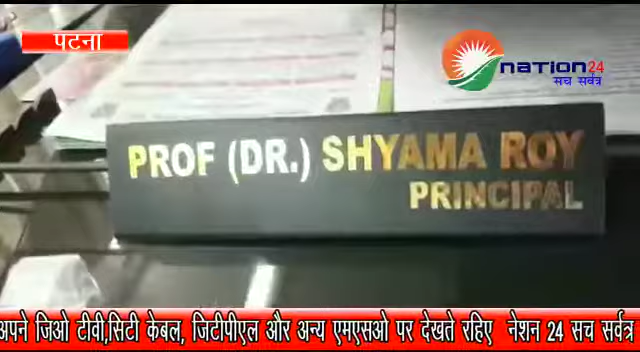 पटना
nation24
सच सर्वत्र
PROF (DR.) SHYAMA ROY
PRINCIPAL
अपने जिओ टीवी,सिटी केबल, जिटीपीएल और अन्य एमएसओ पर देखते रहिए नेशन 24 सच सर्वत्र